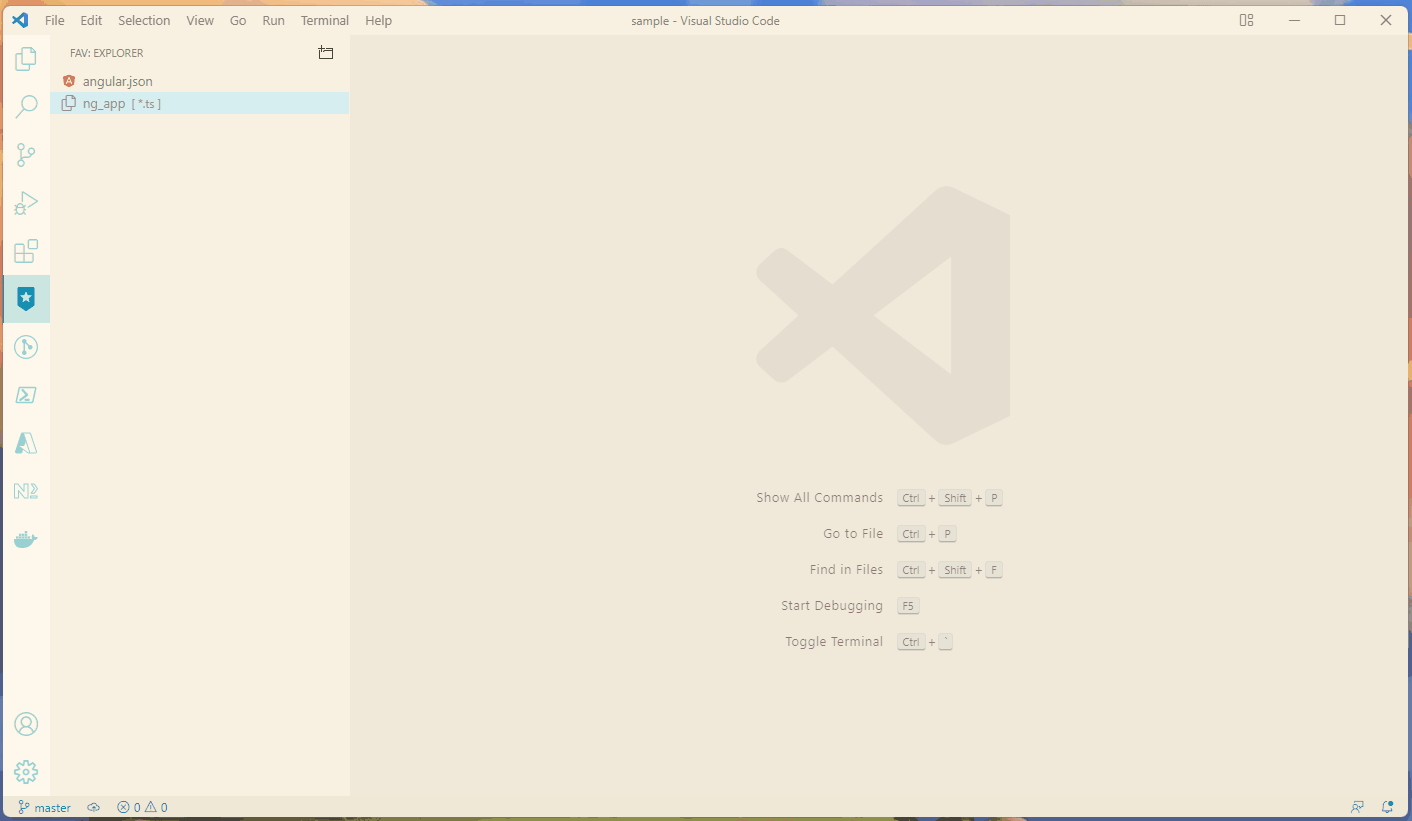 File Edit Selection View Go Run Terminal Help sample - Visual Studio Code
FAV: EXPLORER
angular.json
ng_app [ *.ts ]
Show All Commands Ctrl + Shift + P
Go to File Ctrl + P
Find in Files Ctrl + Shift + F
Start Debugging F5
Toggle Terminal Ctrl + `
master 0 0